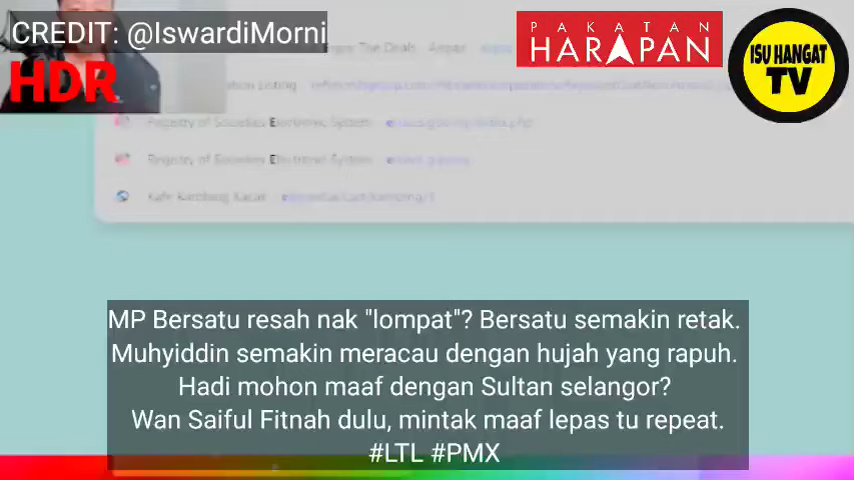 CREDIT: @IswardiMorni
HDR
PAKATAN
HARAPAN
ISU HANGAT
TV
Registry of Societies Electronic System
Registry of Societies Electronic System
MP Bersatu resah nak "lompat"? Bersatu semakin retak.
Muhyiddin semakin meracau dengan hujah yang rapuh.
Hadi mohon maaf dengan Sultan selangor?
Wan Saiful Fitnah dulu, mintak maaf lepas tu repeat.
#LTL #PMX